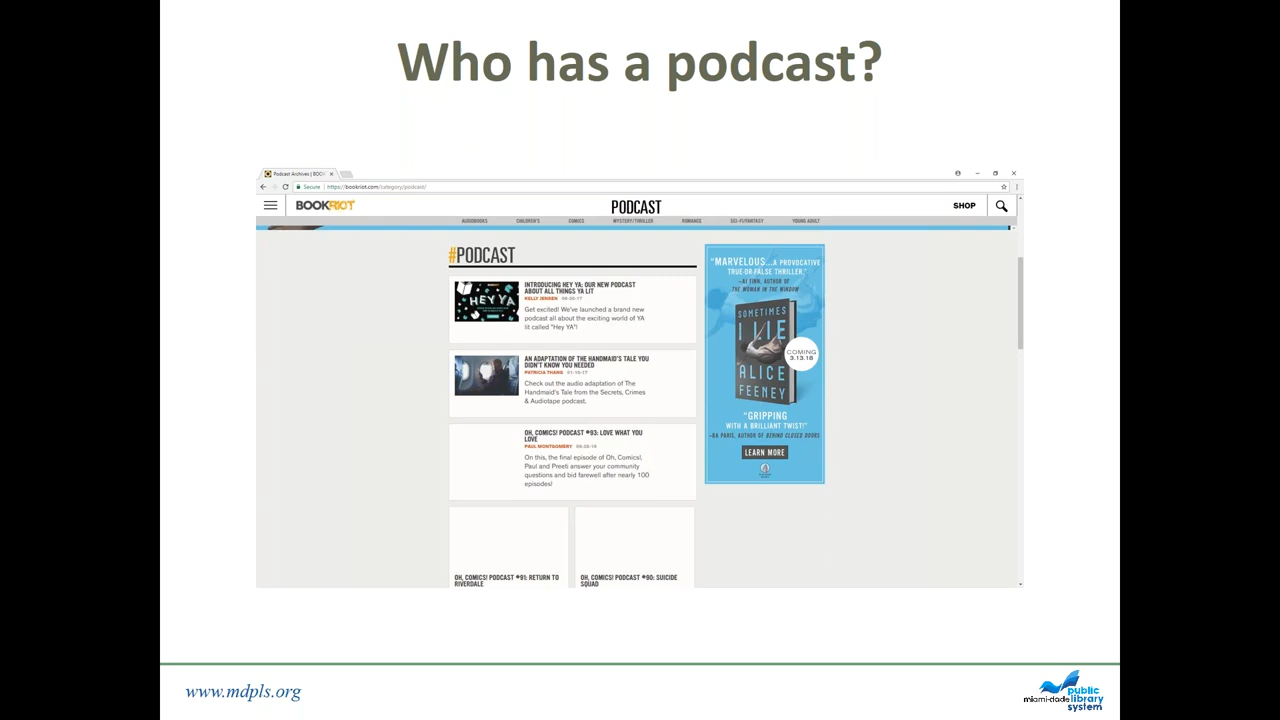 Who has a podcast?
Podcast Archives | BOOK
Secure
https://bookriot.com/category/podcast/
BOOKRIOT
PODCAST
SHOP
AUDIOBOOKS
CHILDREN'S
COMICS
MYSTERY/THRILLER
ROMANCE
SCI-FI/FANTASY
YOUNG ADULT
#PODCAST
INTRODUCING HEY YA: OUR NEW PODCAST
ABOUT ALL THINGS YA LIT
KELLY JENSEN
HEY YA
Get excited! We've launched a brand new
podcast all about the exciting world of YA
lit called "Hey YA"!
AN ADAPTATION OF THE HANDMAID'S TALE YOU
DIDN'T KNOW YOU NEEDED
PATRICIA THANG
Check out the audio adaptation of The
Handmaid's Tale from the Secrets, Crimes
& Audiotape podcast.
OH, COMICS! PODCAST #93: LOVE WHAT YOU
LOVE
PAUL MONTGOMERY
On this, the final episode of Oh, Comics!,
Paul and Preeti answer your community
questions and bid farewell after nearly 100
episodes!
OH, COMICS! PODCAST #91: RETURN TO
RIVERDALE
OH, COMICS! PODCAST #90: SUICIDE
SQUAD
"MARVELOUS...A PROVOCATIVE
TRUE-OR-FALSE THRILLER."
—AJ FINN, AUTHOR OF
THE WOMAN IN THE WINDOW
SOMETIMES
I LIE
ALICE
FEENEY
COMING
3.13.18
"GRIPPING
WITH A BRILLIANT TWIST!"
—BA PARIS, AUTHOR OF BEHIND CLOSED DOORS
LEARN MORE
www.mdpls.org
miami-dade public
library
system